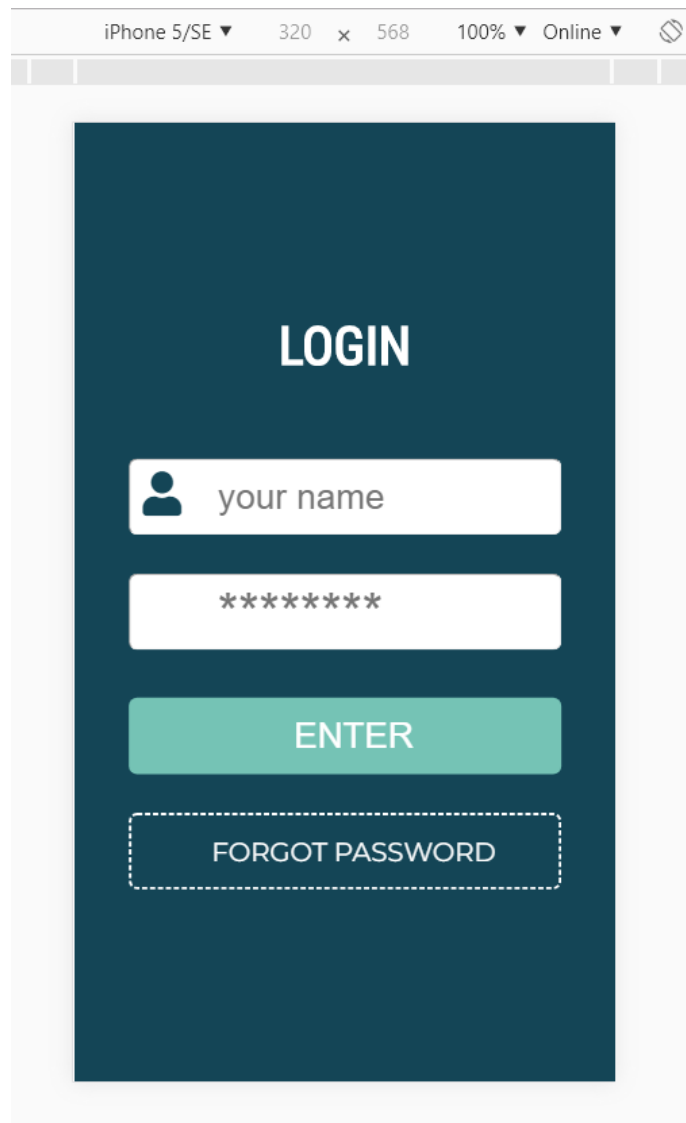 iPhone 5/SE ▼ 320 × 568 100% ▼ Online ▼
LOGIN
your name
********
ENTER
FORGOT PASSWORD